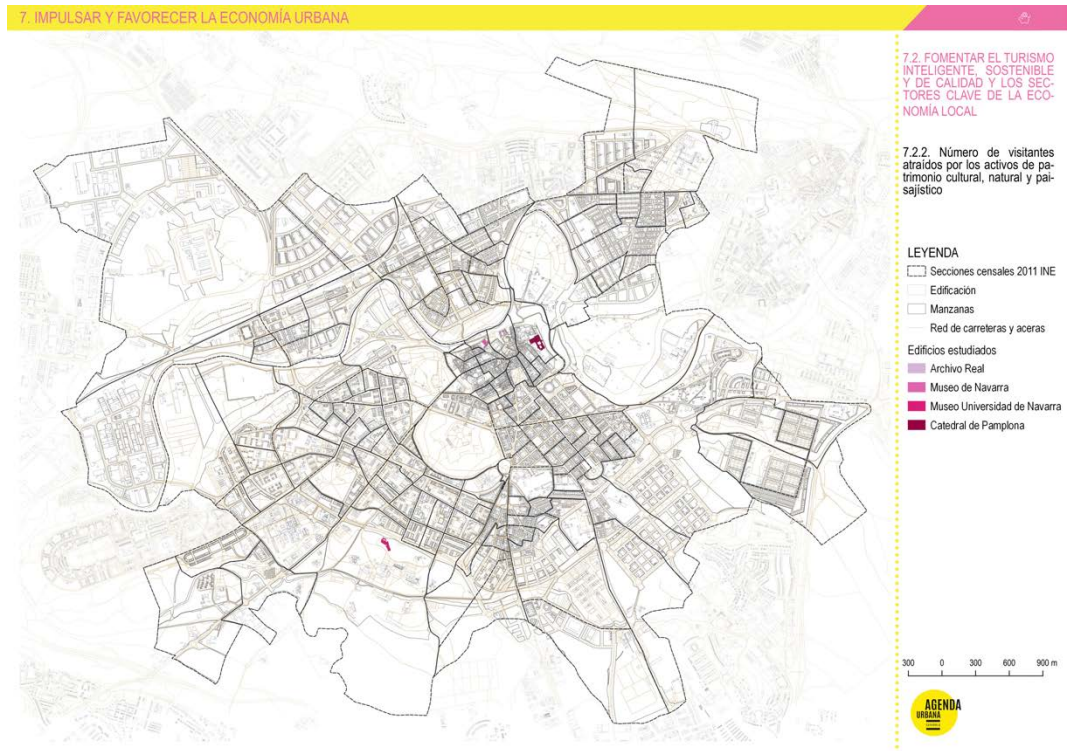 7. IMPULSAR Y FAVORECER LA ECONOMÍA URBANA
7.2. FOMENTAR EL TURISMO
INTELIGENTE, SOSTENIBLE
Y DE CALIDAD Y LOS SEC-
TORES CLAVE DE LA ECO-
NOMÍA LOCAL
7.2.2. Número de visitantes
atraídos por los activos de pa-
trimonio cultural, natural y pai-
sajístico
LEYENDA
Secciones censales 2011 INE
Edificación
Manzanas
Red de carreteras y aceras
Edificios estudiados
Archivo Real
Museo de Navarra
Museo Universidad de Navarra
Catedral de Pamplona
300 0 300 600 900 m
AGENDA
URBANA